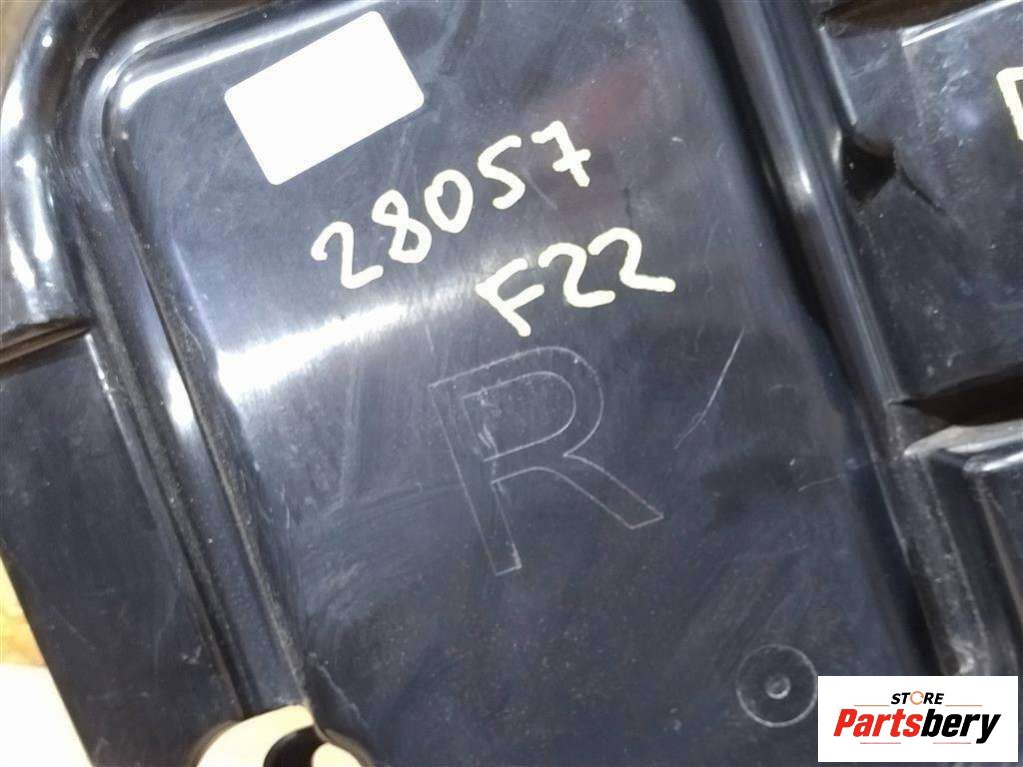 28057
F22
R
STORE
Partsbery